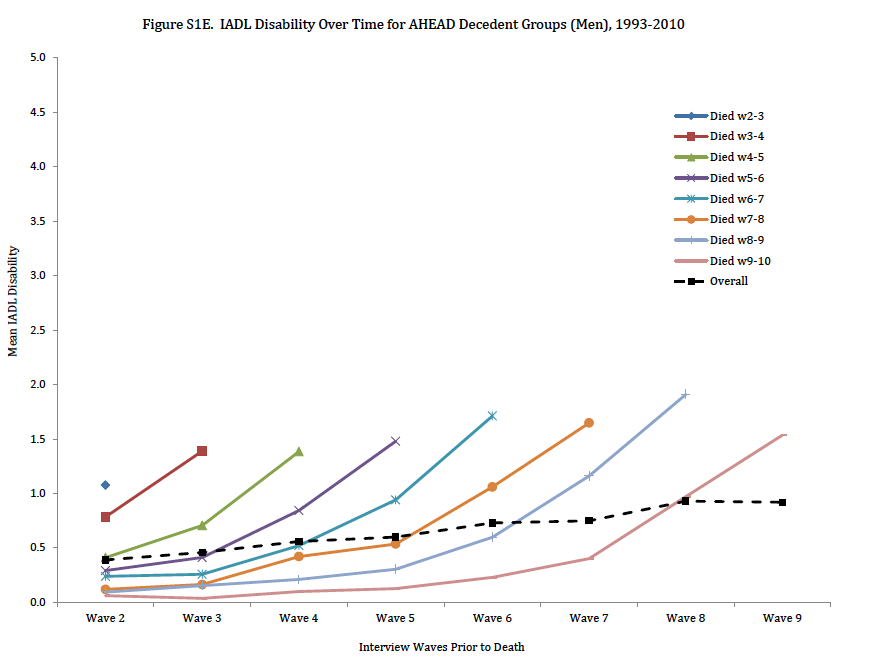 Figure S1E.  IADL Disability Over Time for AHEAD Decedent Groups (Men), 1993-2010
5.0
4.5
4.0
3.5
3.0
2.5
2.0
1.5
1.0
0.5
0.0
Mean IADL Disability
Died w2-3
Died w3-4
Died w4-5
Died w5-6
Died w6-7
Died w7-8
Died w8-9
Died w9-10
Overall
Wave 2 Wave 3 Wave 4 Wave 5 Wave 6 Wave 7 Wave 8 Wave 9
Interview Waves Prior to Death